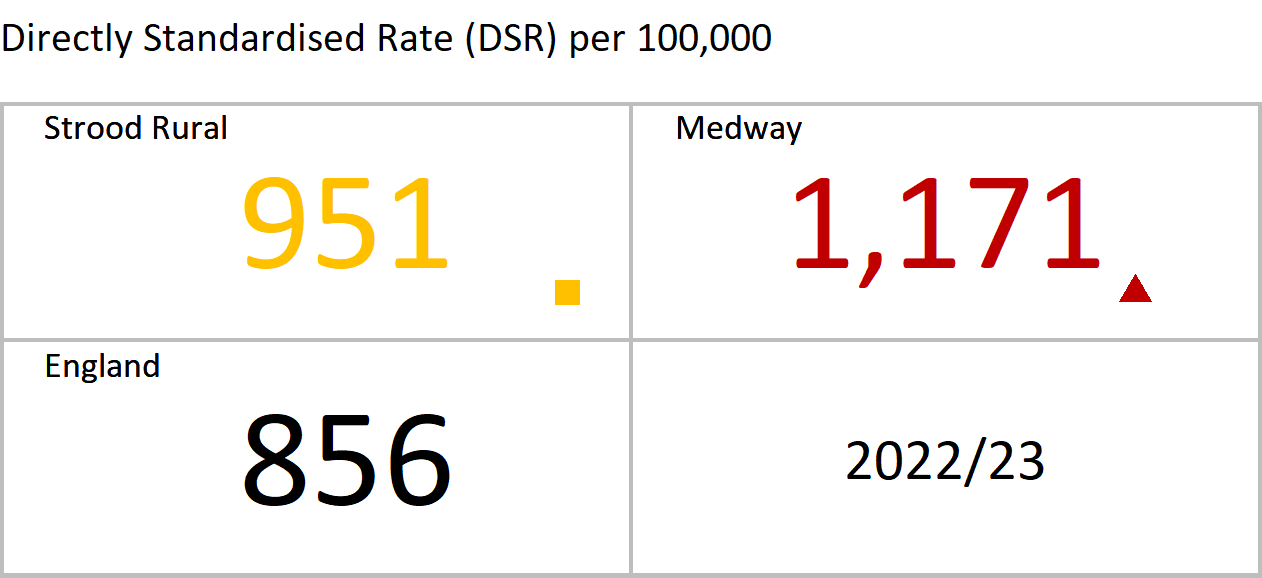 Directly Standardised Rate (DSR) per 100,000
Strood Rural
951
Medway
1,171
England
856
2022/23